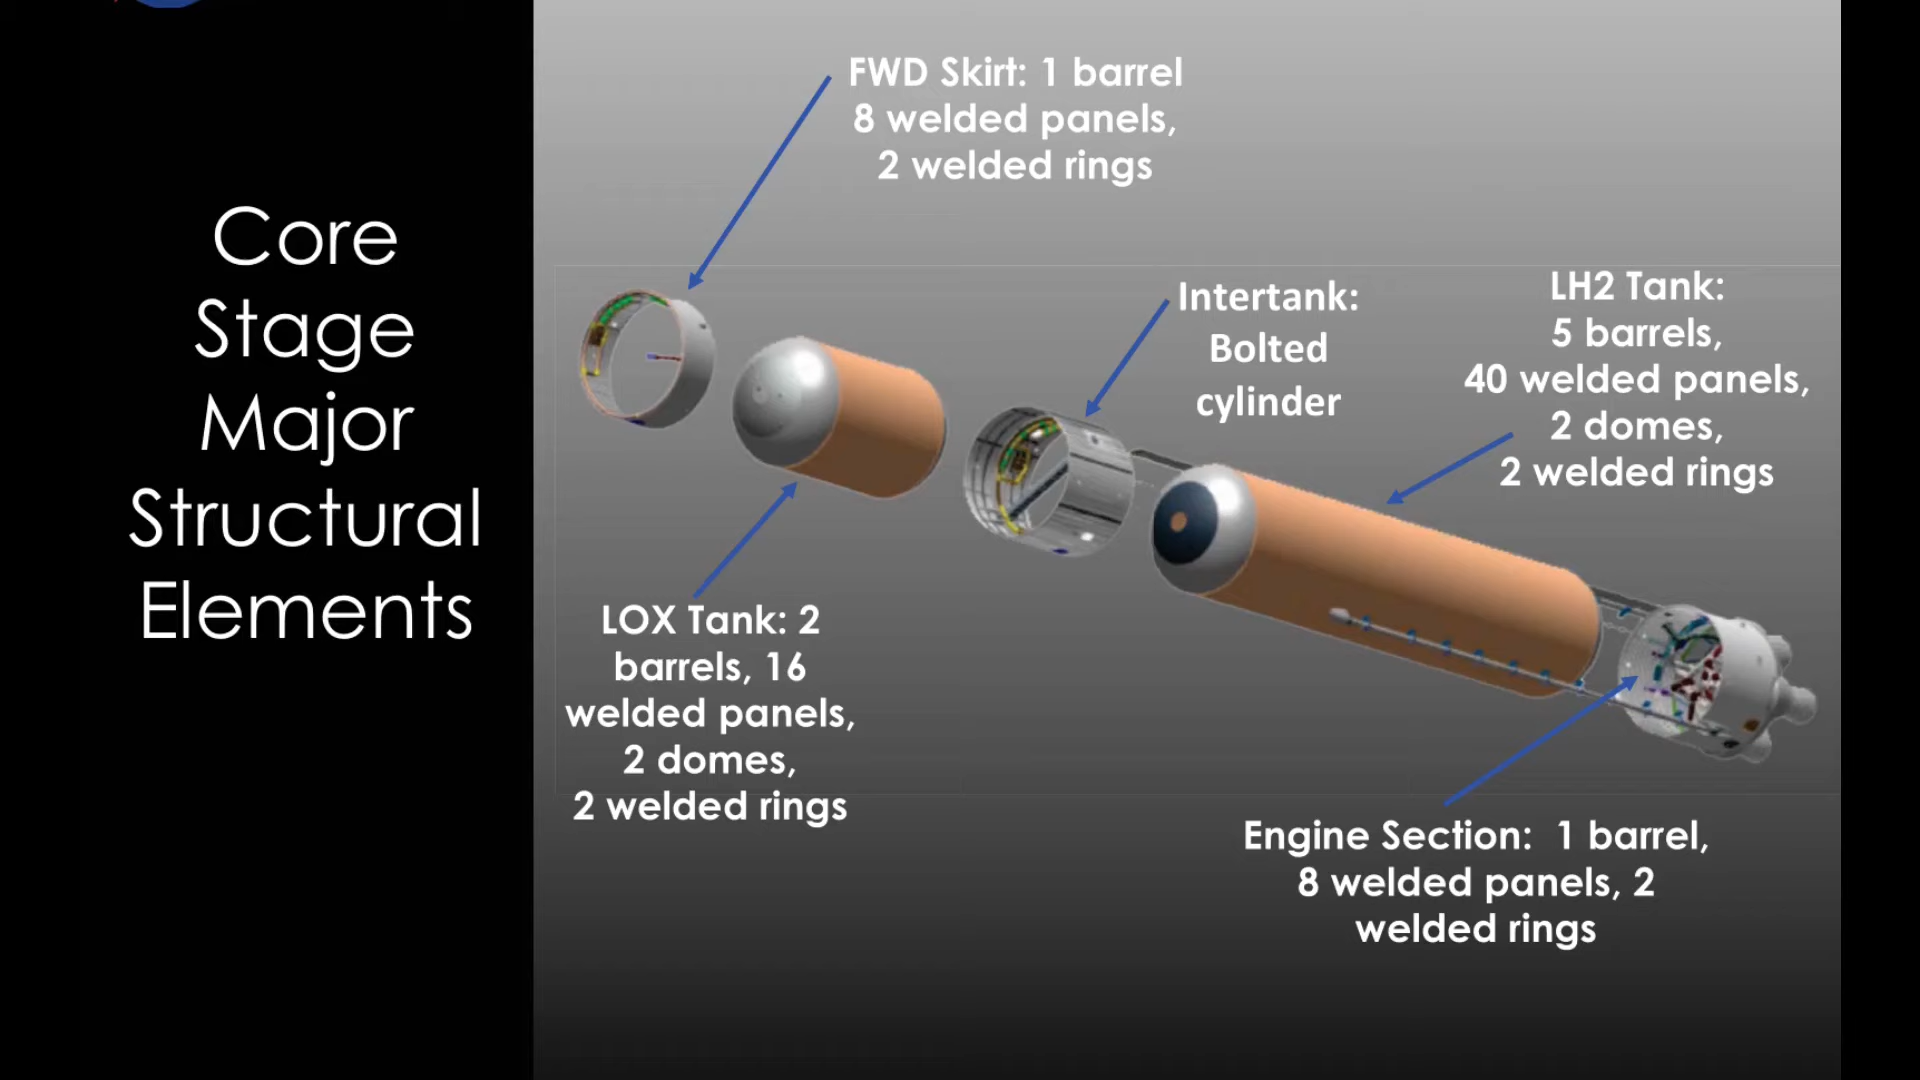 Core
Stage
Major
Structural
Elements
FWD Skirt: 1 barrel
8 welded panels,
2 welded rings
Intertank:
Bolted
cylinder
LH2 Tank:
5 barrels,
40 welded panels,
2 domes,
2 welded rings
LOX Tank: 2
barrels, 16
welded panels,
2 domes,
2 welded rings
Engine Section:  1 barrel,
8 welded panels, 2
welded rings